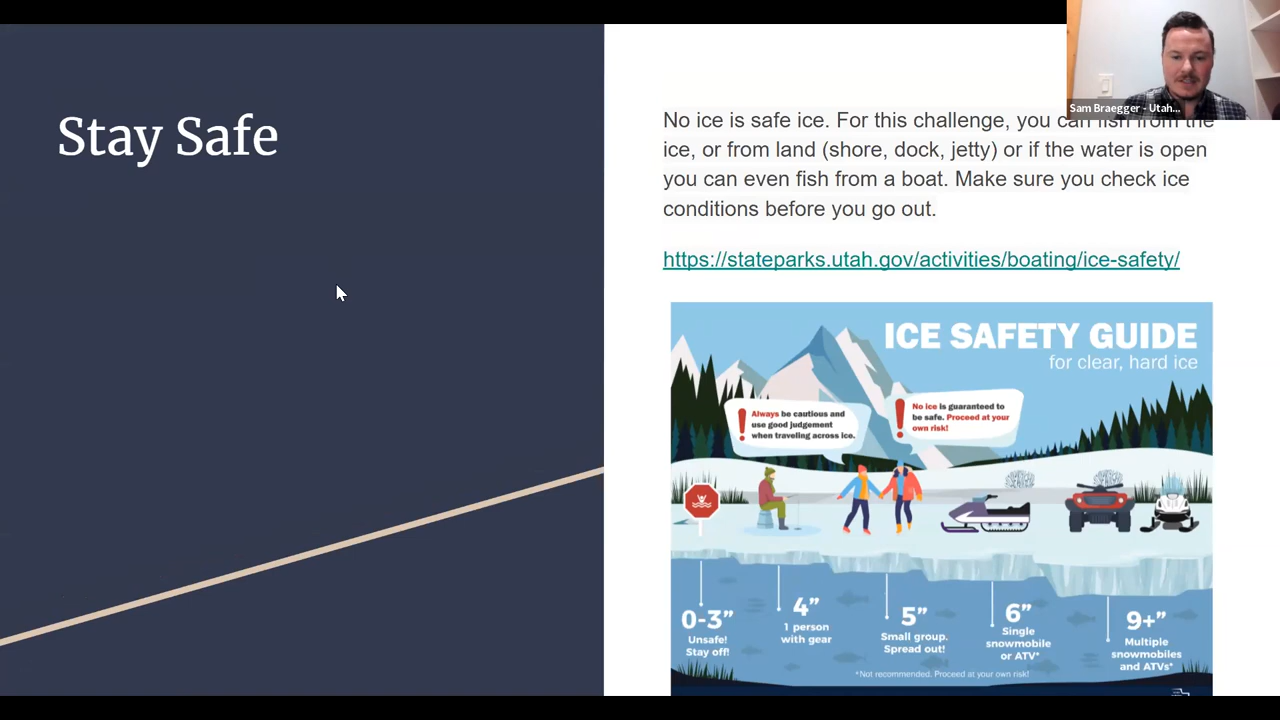 Stay Safe
Sam Braegger - Utah...
No ice is safe ice. For this challenge, you can fish from the
ice, or from land (shore, dock, jetty) or if the water is open
you can even fish from a boat. Make sure you check ice
conditions before you go out.
https://stateparks.utah.gov/activities/boating/ice-safety/
ICE SAFETY GUIDE
for clear, hard ice
Always be cautious and
use good judgement
when traveling across ice.
No ice is guaranteed to
be safe. Proceed at your
own risk!
0-3”
Unsafe!
Stay off!
4”
1 person
with gear
5”
Small group.
Spread out!
6”
Single
snowmobile
or ATV*
9+”
Multiple
snowmobiles
and ATVs*
*Not recommended. Proceed at your own risk!